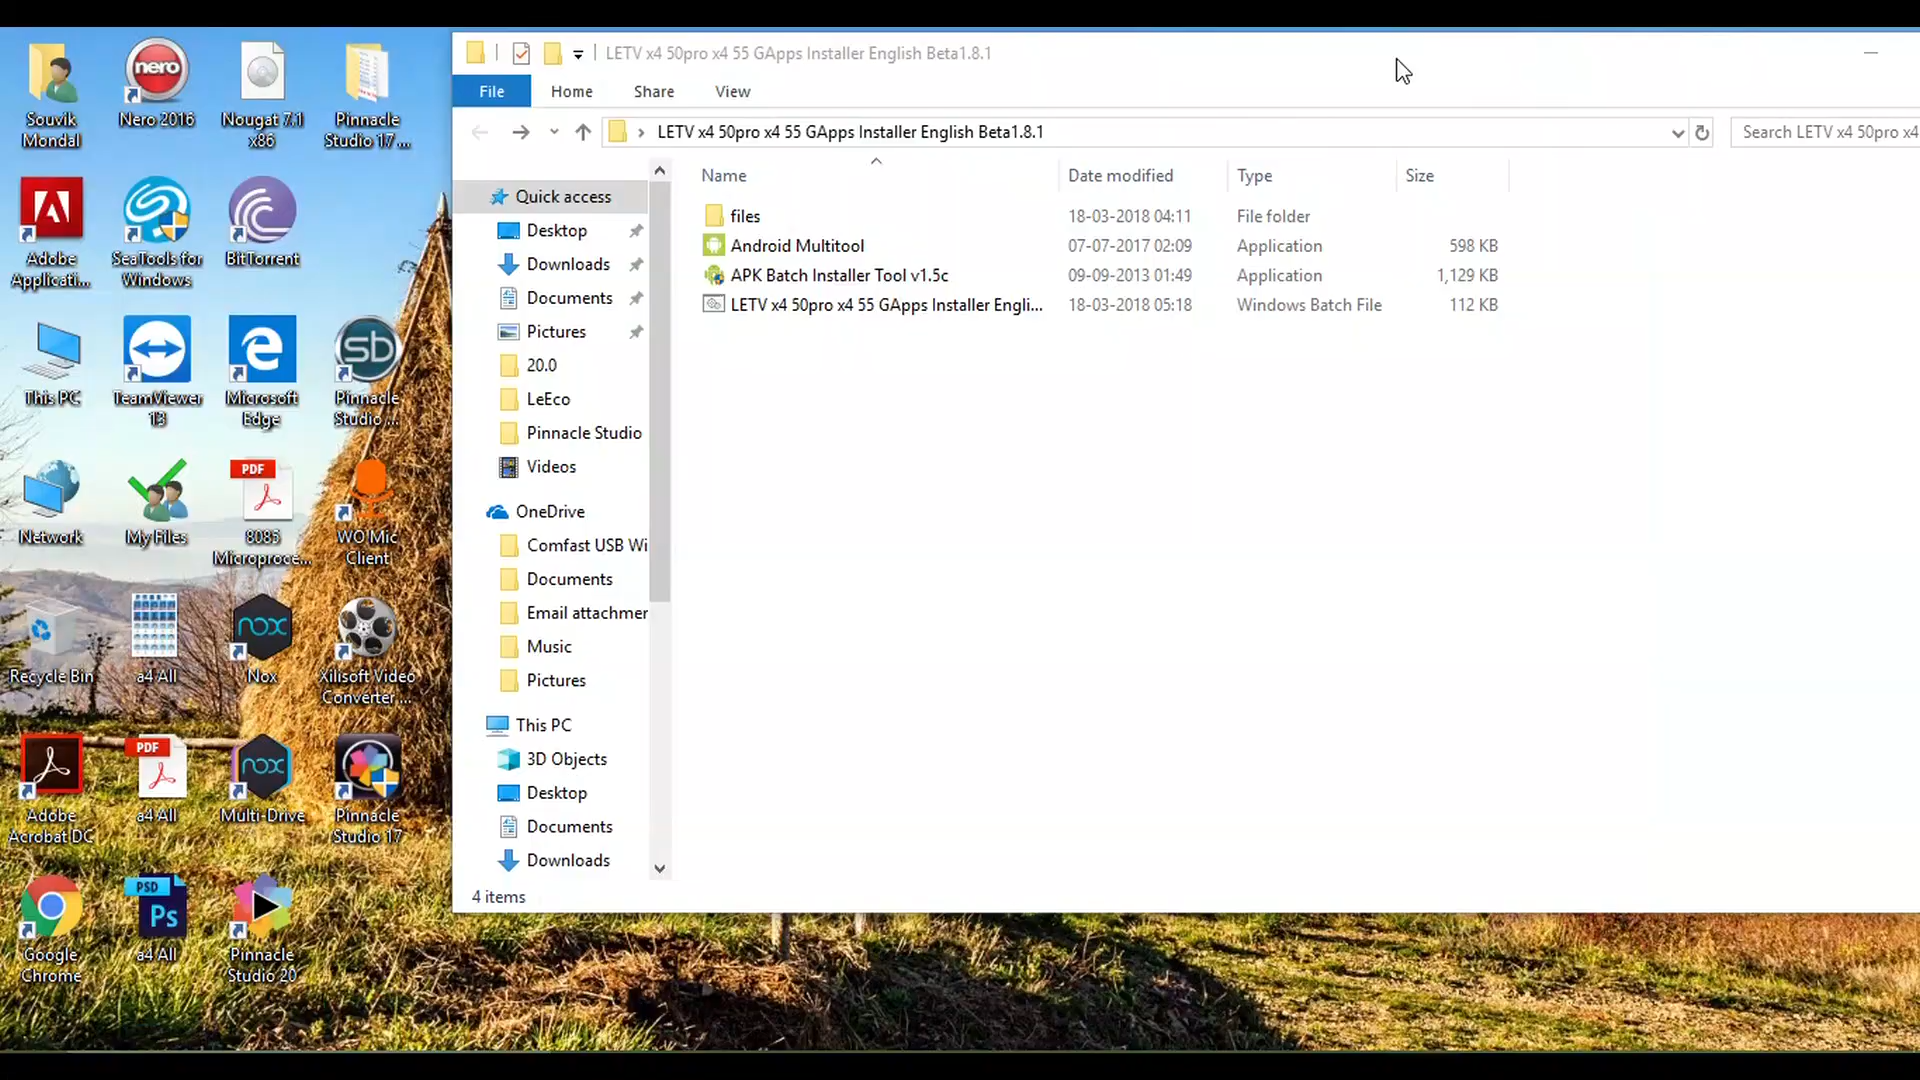 LETV x4 50pro x4 55 GApps Installer English Beta1.8.1
File Home Share View
LETV x4 50pro x4 55 GApps Installer English Beta1.8.1
Search LETV x4 50pro x4
Name Date modified Type Size
files 18-03-2018 04:11 File folder
Android Multitool 07-07-2017 02:09 Application 598 KB
APK Batch Installer Tool v1.5c 09-09-2013 01:49 Application 1,129 KB
LETV x4 50pro x4 55 GApps Installer Engli... 18-03-2018 05:18 Windows Batch File 112 KB
Quick access
Desktop
Downloads
Documents
Pictures
20.0
LeEco
Pinnacle Studio
Videos
OneDrive
Comfast USB Wi
Documents
Email attachmer
Music
Pictures
This PC
3D Objects
Desktop
Documents
Downloads
4 items
Souvik
Mondal
nero
Nero 2016
Nougat 7.1
x86
Pinnacle
Studio 17 ...
Adobe
Applicati...
SeaTools for
Windows
BitTorrent
This PC
TeamViewer
13
Microsoft
Edge
sb
Pinnacle
Studio ...
Network
My Files
PDF
8085
Microproce...
WO Mic
Client
Recycle Bin
a4 All
nox
Nox
Xilisoft Video
Converter ...
Adobe
Acrobat DC
PDF
a4 All
nox
Multi-Drive
Pinnacle
Studio 17
Google
Chrome
PSD
Ps
a4 All
Pinnacle
Studio 20